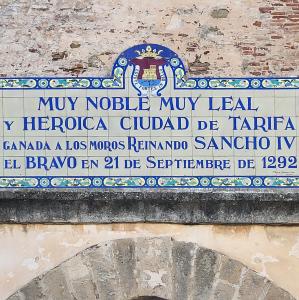 MUY NOBLE MUY LEAL
Y HEROICA CIUDAD DE TARIFA
GANADA A LOS MOROS REINANDO SANCHO IV
EL BRAVO EN 21 DE SEPTIEMBRE DE 1292